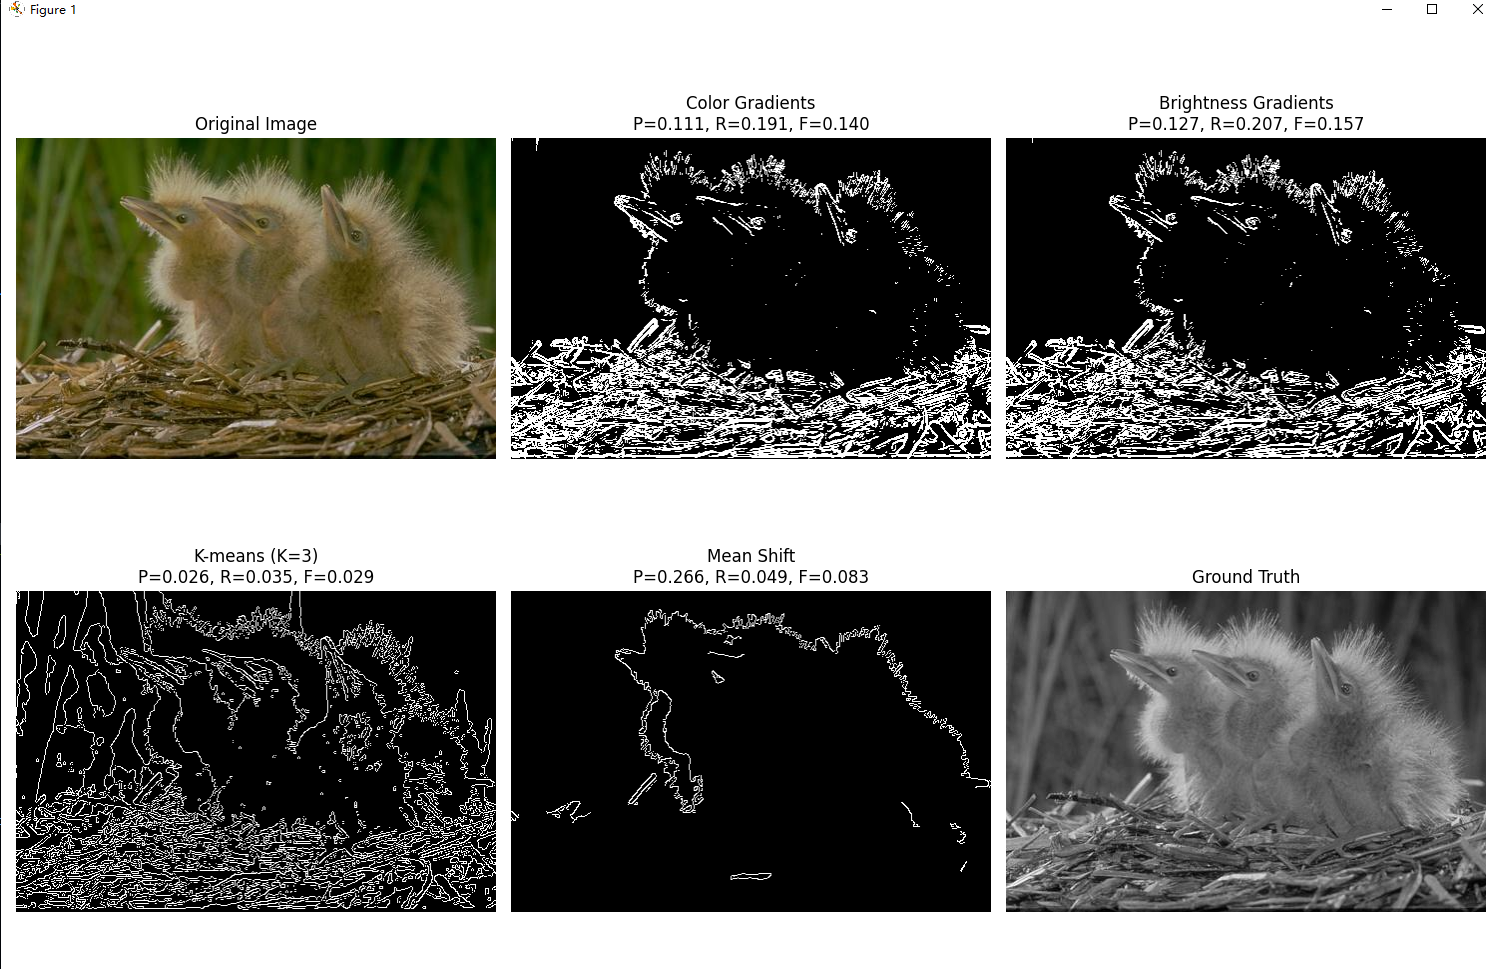 Figure 1
Original Image
Color Gradients
P=0.111, R=0.191, F=0.140
Brightness Gradients
P=0.127, R=0.207, F=0.157
K-means (K=3)
P=0.026, R=0.035, F=0.029
Mean Shift
P=0.266, R=0.049, F=0.083
Ground Truth